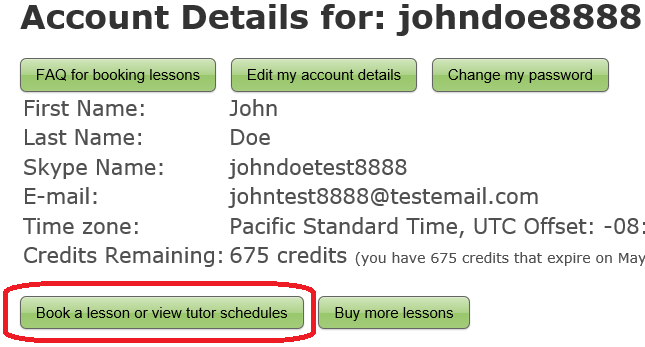 Account Details for: johndoe8888
FAQ for booking lessons Edit my account details Change my password
First Name: John
Last Name: Doe
Skype Name: johndoetest8888
E-mail: johntest8888@testemail.com
Time zone: Pacific Standard Time, UTC Offset: -08:
Credits Remaining: 675 credits (you have 675 credits that expire on May
Book a lesson or view tutor schedules Buy more lessons